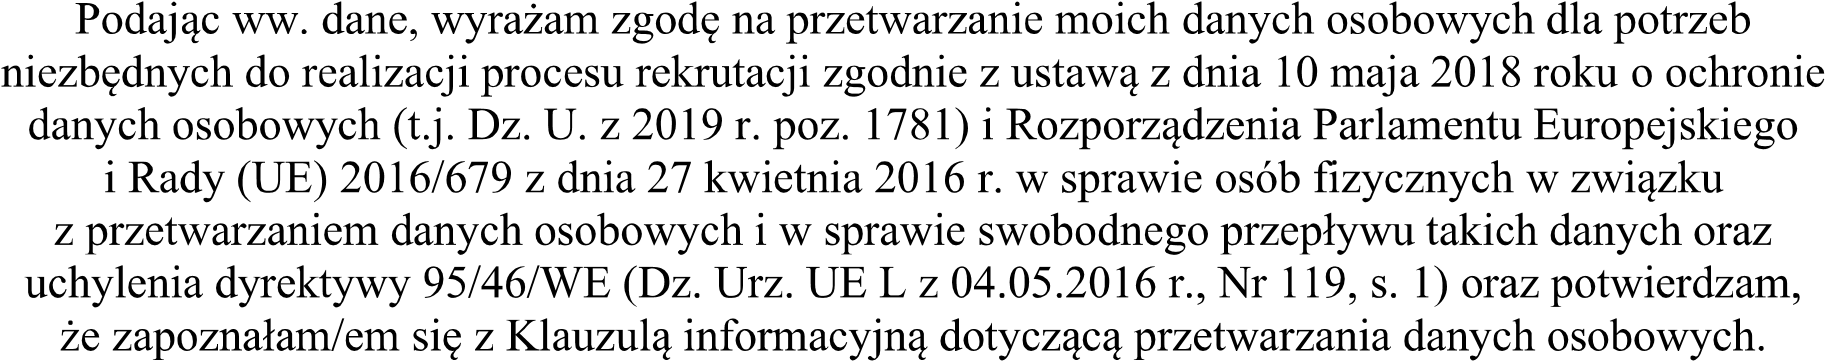 Podając ww. dane, wyrażam zgodę na przetwarzanie moich danych osobowych dla potrzeb
niezbędnych do realizacji procesu rekrutacji zgodnie z ustawą z dnia 10 maja 2018 roku o ochronie
danych osobowych (t.j. Dz. U. z 2019 r. poz. 1781) i Rozporządzenia Parlamentu Europejskiego
i Rady (UE) 2016/679 z dnia 27 kwietnia 2016 r. w sprawie osób fizycznych w związku
z przetwarzaniem danych osobowych i w sprawie swobodnego przepływu takich danych oraz
uchylenia dyrektywy 95/46/WE (Dz. Urz. UE L z 04.05.2016 r., Nr 119, s. 1) oraz potwierdzam,
że zapoznałam/em się z Klauzulą informacyjną dotyczącą przetwarzania danych osobowych.